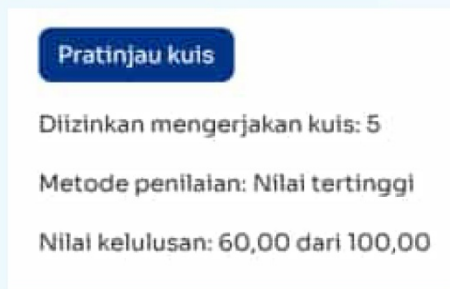 Pratinjau kuis
Diizinkan mengerjakan kuis: 5
Metode penilaian: Nilai tertinggi
Nilai kelulusan: 60,00 dari 100,00